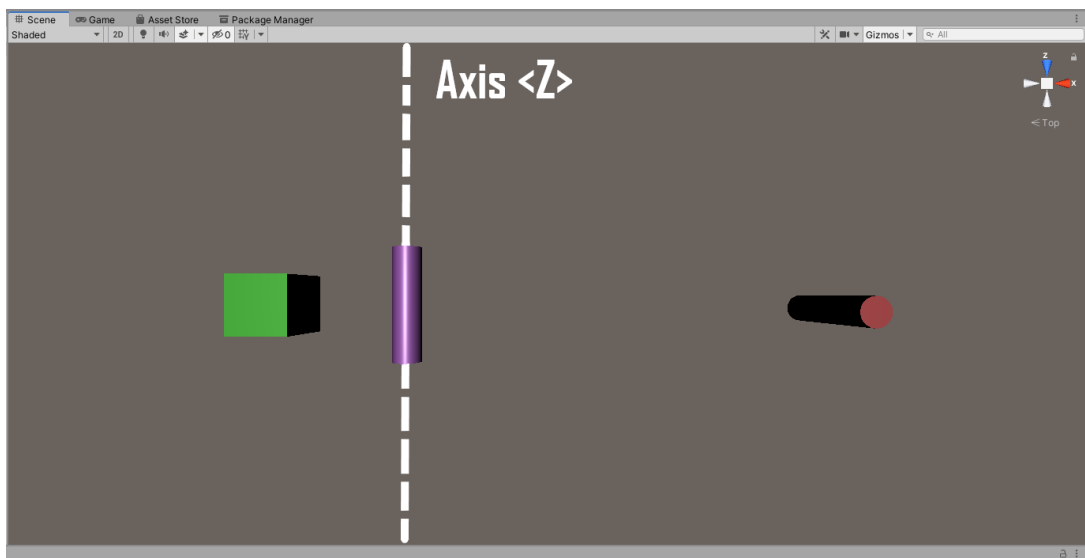 Scene Game Asset Store Package Manager
Shaded 2D 0 Gizmos All
Axis <Z>
z
x
Top